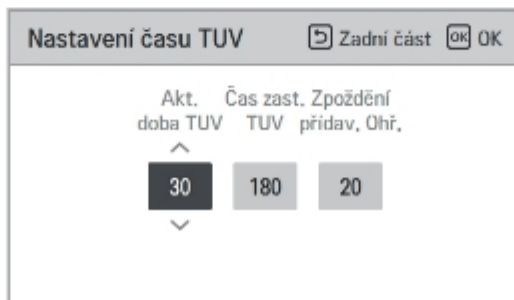 Nastavení času TUV Zadní část OK OK
Akt. Čas zast. Zpoždění
doba TUV TUV přídav. Ohř.
30 180 20